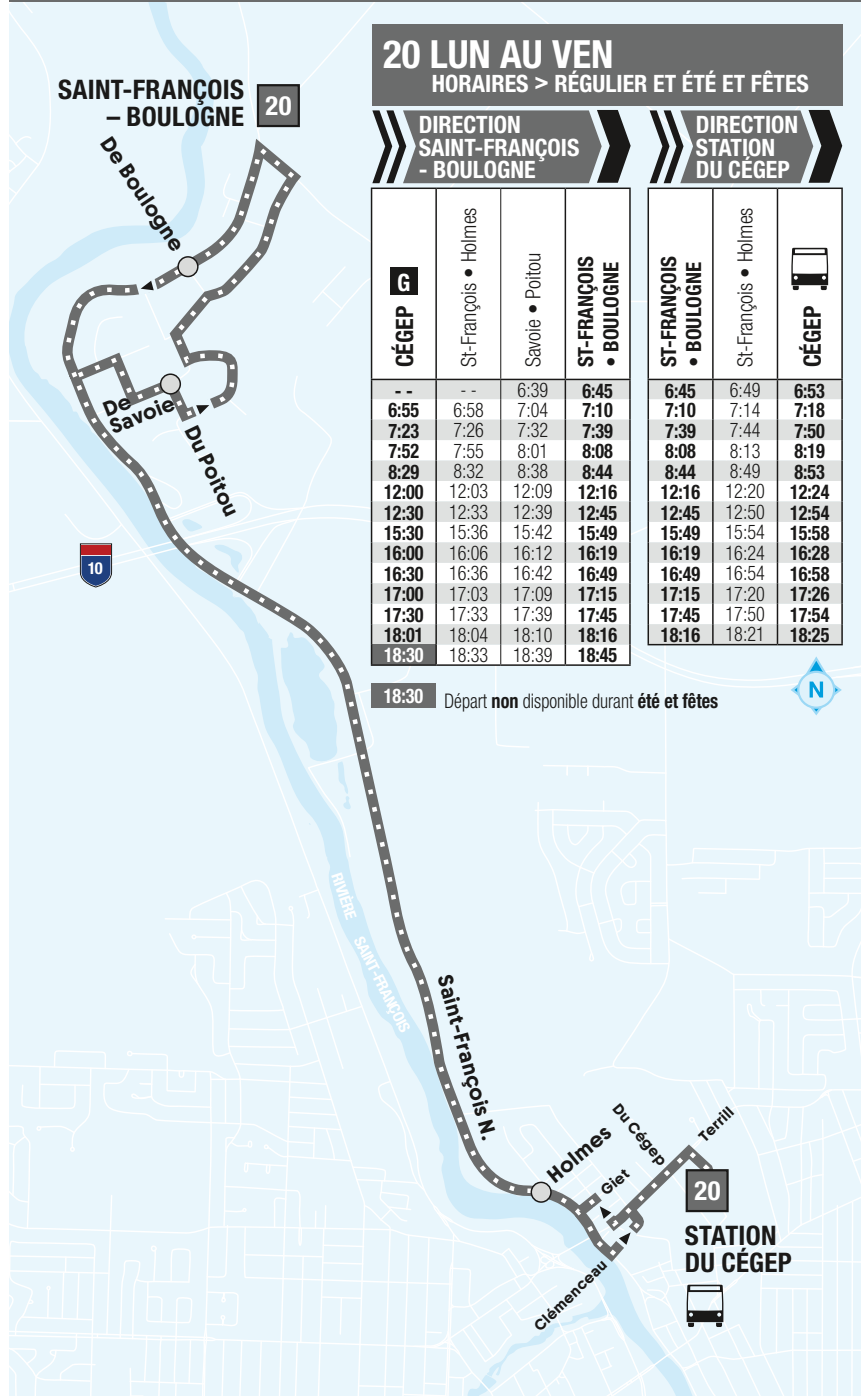 20 LUN AU VEN
HORAIRES > RÉGULIER ET ÉTÉ ET FÊTES
DIRECTION
SAINT-FRANÇOIS
- BOULOGNE
DIRECTION
STATION
DU CÉGEP
CÉGEP G
St-François • Holmes
Savoie • Poitou
ST-FRANÇOIS
• BOULOGNE
ST-FRANÇOIS
• BOULOGNE
St-François • Holmes
CÉGEP
- - - - 6:39 6:45 6:45 6:49 6:53
6:55 6:58 7:04 7:10 7:10 7:14 7:18
7:23 7:26 7:32 7:39 7:39 7:44 7:50
7:52 7:55 8:01 8:08 8:08 8:13 8:19
8:29 8:32 8:38 8:44 8:44 8:49 8:53
12:00 12:03 12:09 12:16 12:16 12:20 12:24
12:30 12:33 12:39 12:45 12:45 12:50 12:54
15:30 15:36 15:42 15:49 15:49 15:54 15:58
16:00 16:06 16:12 16:19 16:19 16:24 16:28
16:30 16:36 16:42 16:49 16:49 16:54 16:58
17:00 17:03 17:09 17:15 17:15 17:20 17:26
17:30 17:33 17:39 17:45 17:45 17:50 17:54
18:01 18:04 18:10 18:16 18:16 18:21 18:25
18:30 18:33 18:39 18:45
18:30 Départ non disponible durant été et fêtes
N
SAINT-FRANÇOIS
– BOULOGNE 20
De Boulogne
De
Savoie
Du Poitou
10
RIVIÈRE SAINT-FRANÇOIS
Saint-François N.
Holmes
Giet
Du Cégep
Terrill
Clémenceau
20
STATION
DU CÉGEP